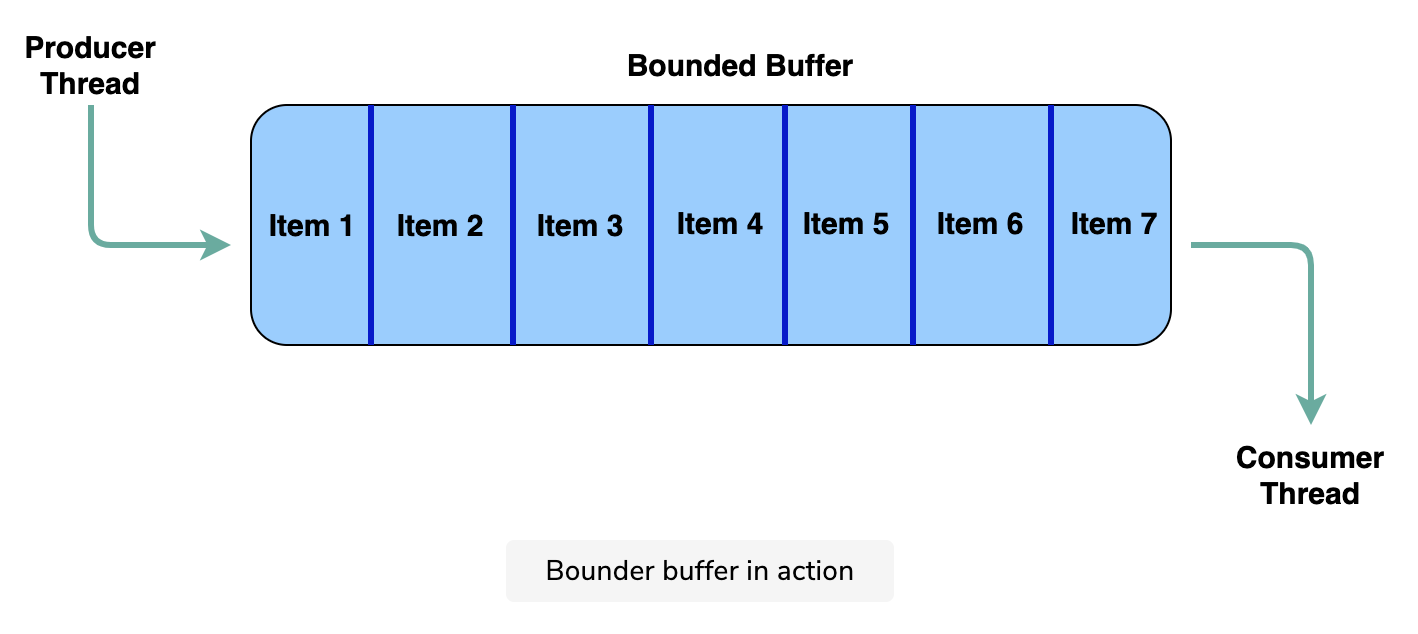 Producer
Thread
Bounded Buffer
Item 1 Item 2 Item 3 Item 4 Item 5 Item 6 Item 7
Consumer
Thread
Bounder buffer in action